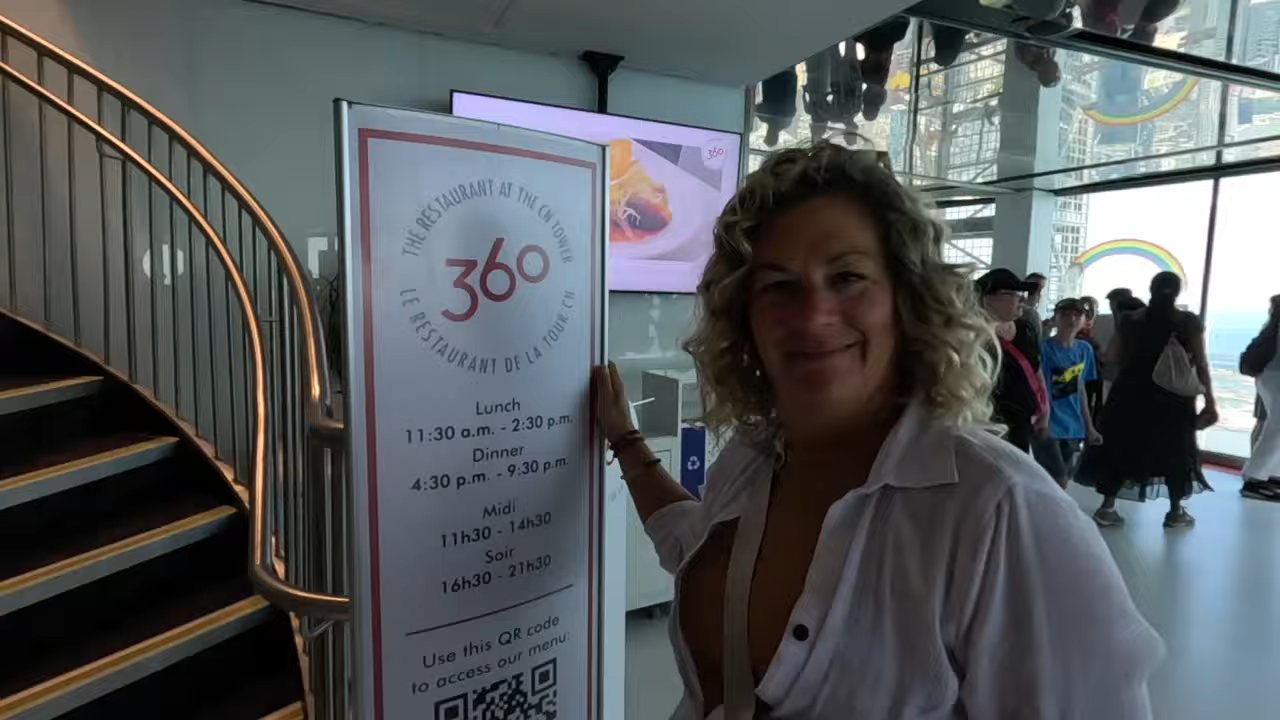 THE RESTAURANT AT THE CN TOWER
360
LE RESTAURANT DE LA TOUR CN
Lunch
11:30 a.m. - 2:30 p.m.
Dinner
4:30 p.m. - 9:30 p.m.
Midi
11h30 - 14h30
Soir
16h30 - 21h30
Use this QR code
to access our menu:
360